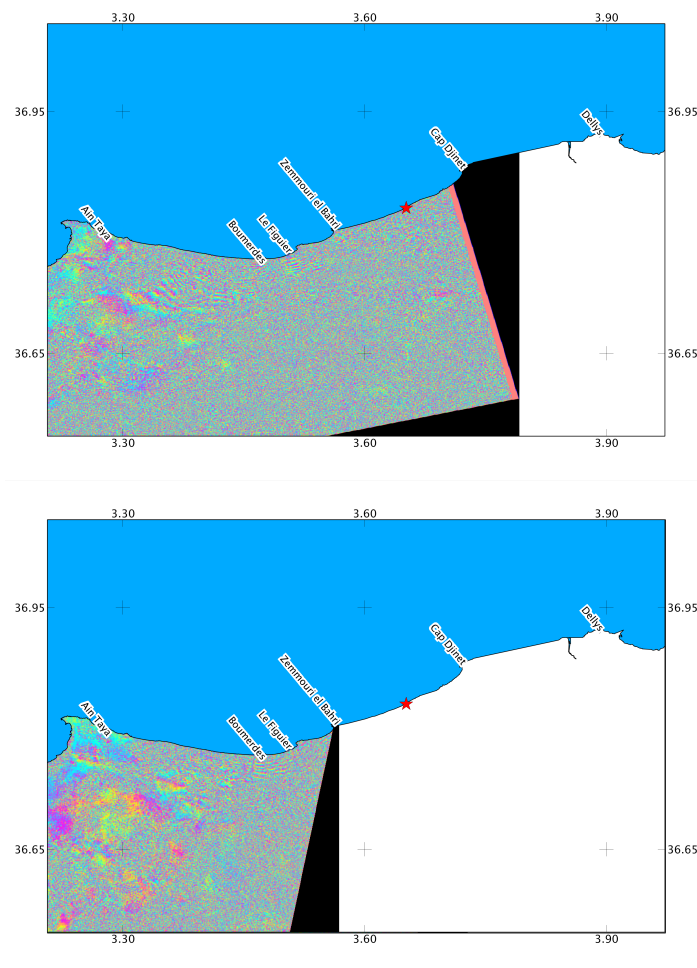 3.30 3.60 3.90
36.95 36.95
Dellys
Cap Djinet
Zemmouri el Bahri
Ain Taya
Le Figuier
Boumerdes
36.65 36.65
3.30 3.60 3.90
3.30 3.60 3.90
36.95 36.95
Dellys
Cap Djinet
Zemmouri el Bahri
Ain Taya
Le Figuier
Boumerdes
36.65 36.65
3.30 3.60 3.90